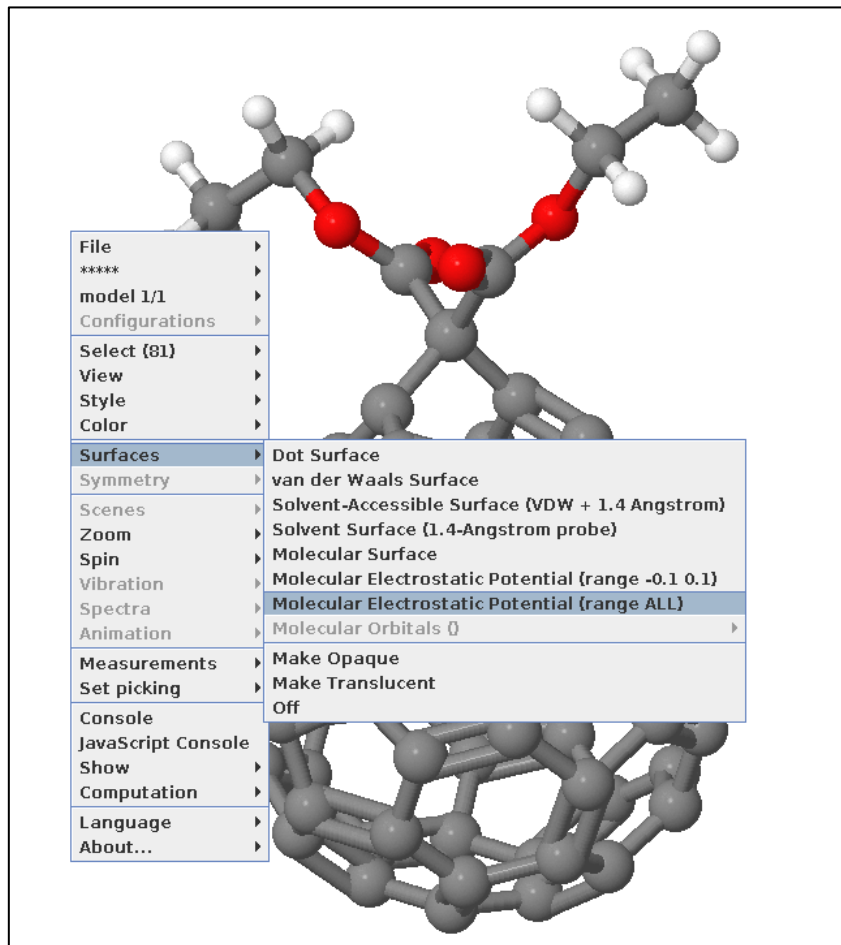 File
*****
model 1/1
Configurations
Select (81)
View
Style
Color
Surfaces
Symmetry
Scenes
Zoom
Spin
Vibration
Spectra
Animation
Measurements
Set picking
Console
JavaScript Console
Show
Computation
Language
About...
Dot Surface
van der Waals Surface
Solvent-Accessible Surface (VDW + 1.4 Angstrom)
Solvent Surface (1.4-Angstrom probe)
Molecular Surface
Molecular Electrostatic Potential (range -0.1 0.1)
Molecular Electrostatic Potential (range ALL)
Molecular Orbitals ()
Make Opaque
Make Translucent
Off